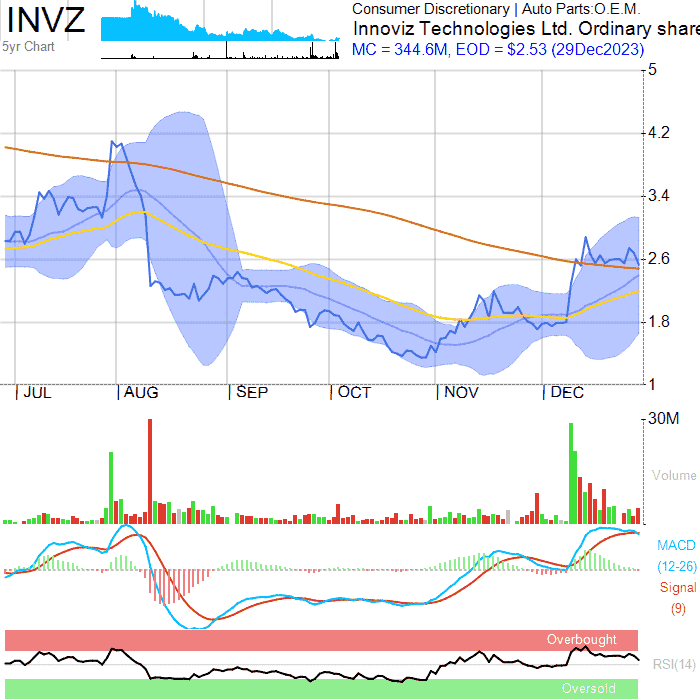 INVZ
5yr Chart
Consumer Discretionary | Auto Parts:O.E.M.
Innoviz Technologies Ltd. Ordinary share
MC = 344.6M, EOD = $2.53 (29Dec2023)
5
4.2
3.4
2.6
1.8
1
JUL AUG SEP OCT NOV DEC
30M
Volume
MACD
(12-26)
Signal
(9)
Overbought
RSI(14)
Oversold